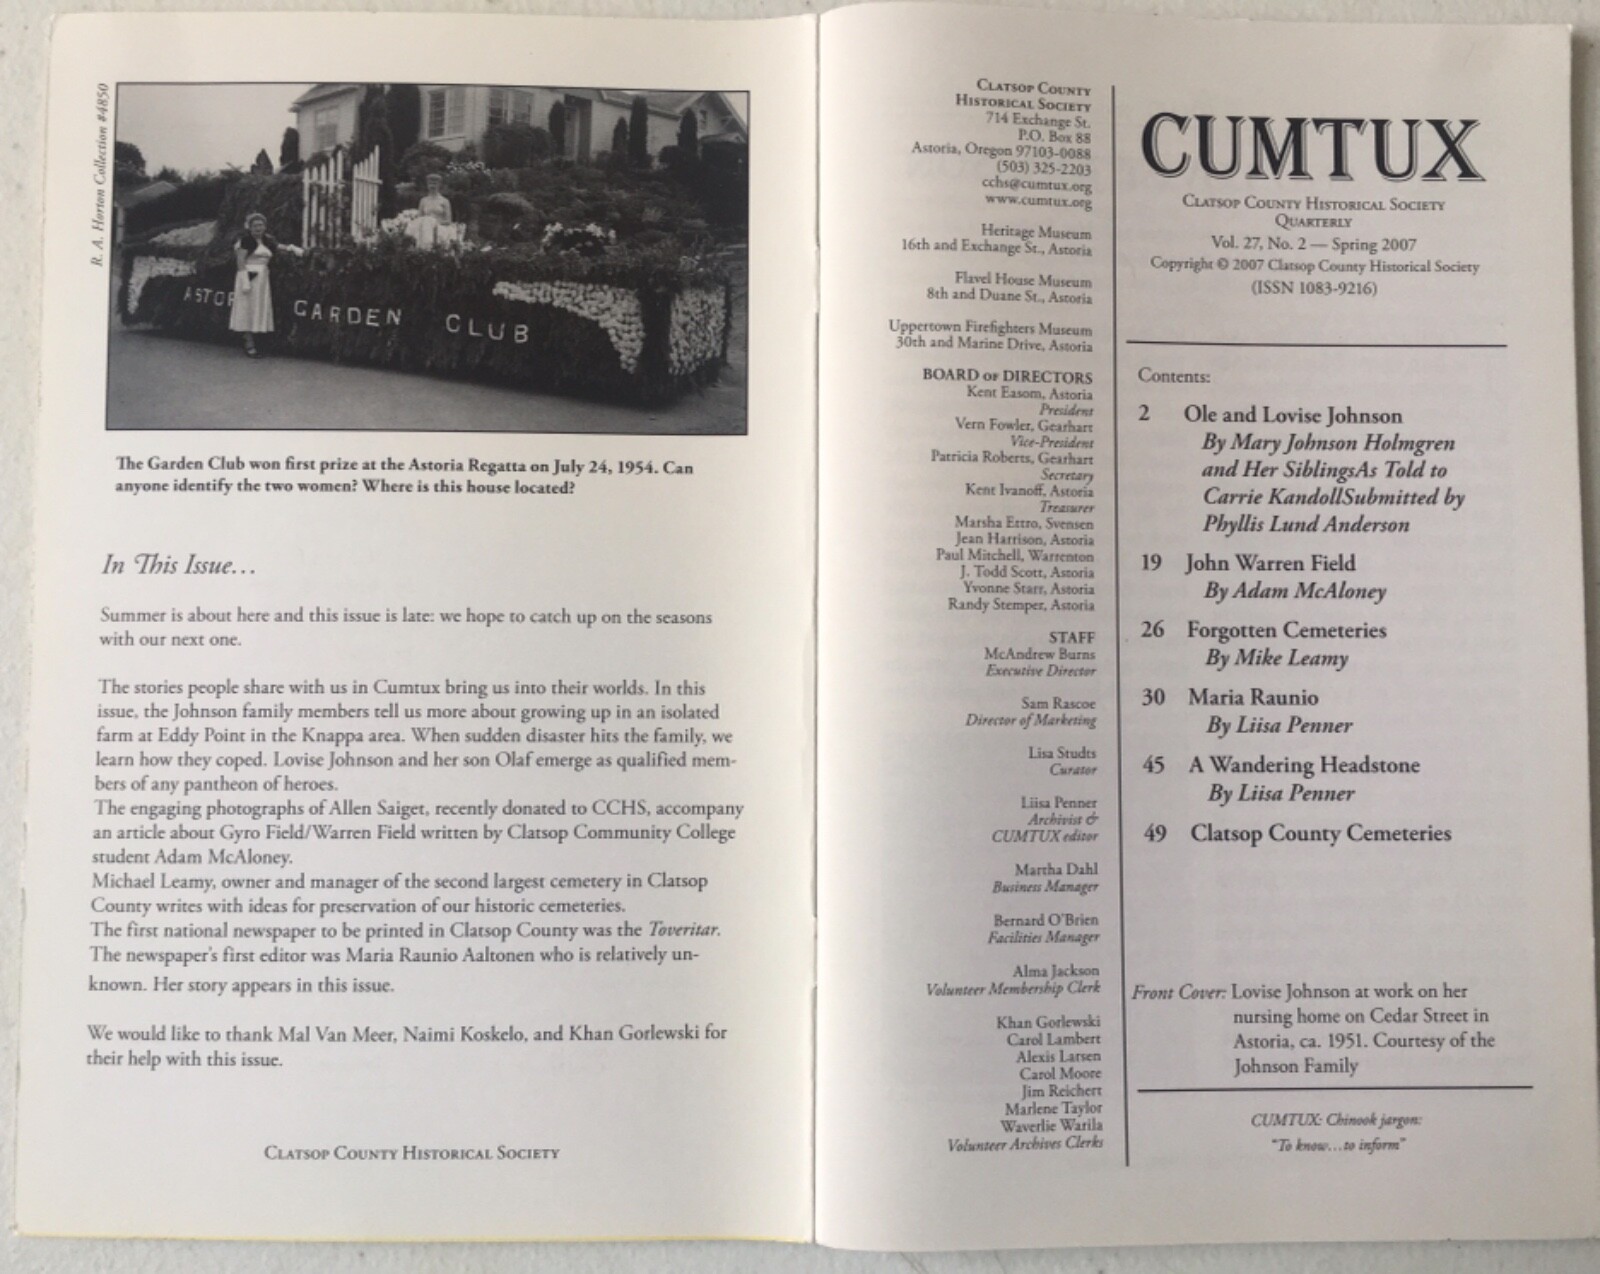 R. A. Horton Collection #4850
ASTOR GARDEN CLUB
The Garden Club won first prize at the Astoria Regatta on July 24, 1954. Can
anyone identify the two women? Where is this house located?
In This Issue...
Summer is about here and this issue is late: we hope to catch up on the seasons
with our next one.
The stories people share with us in Cumtux bring us into their worlds. In this
issue, the Johnson family members tell us more about growing up in an isolated
farm at Eddy Point in the Knappa area. When sudden disaster hits the family, we
learn how they coped. Lovise Johnson and her son Olaf emerge as qualified mem-
bers of any pantheon of heroes.
The engaging photographs of Allen Saiget, recently donated to CCHS, accompany
an article about Gyro Field/Warren Field written by Clatsop Community College
student Adam McAloney.
Michael Leamy, owner and manager of the second largest cemetery in Clatsop
County writes with ideas for preservation of our historic cemeteries.
The first national newspaper to be printed in Clatsop County was the Toveritar.
The newspaper's first editor was Maria Raunio Aaltonen who is relatively un-
known. Her story appears in this issue.
We would like to thank Mal Van Meer, Naimi Koskelo, and Khan Gorlewski for
their help with this issue.
CLATSOP COUNTY HISTORICAL SOCIETY
CLATSOP COUNTY
HISTORICAL SOCIETY
714 Exchange St.
P.O. Box 88
Astoria, Oregon 97103-0088
(503) 325-2203
cchs@cumtux.org
www.cumtux.org
Heritage Museum
16th and Exchange St., Astoria
Flavel House Museum
8th and Duane St., Astoria
Uppertown Firefighters Museum
30th and Marine Drive, Astoria
BOARD OF DIRECTORS
Kent Easom, Astoria
President
Vern Fowler, Gearhart
Vice-President
Patricia Roberts, Gearhart
Secretary
Kent Ivanoff, Astoria
Treasurer
Marsha Ettro, Svensen
Jean Harrison, Astoria
Paul Mitchell, Warrenton
J. Todd Scott, Astoria
Yvonne Starr, Astoria
Randy Stemper, Astoria
STAFF
McAndrew Burns
Executive Director
Sam Rascoe
Director of Marketing
Lisa Studts
Curator
Liisa Penner
Archivist &
CUMTUX editor
Martha Dahl
Business Manager
Bernard O'Brien
Facilities Manager
Alma Jackson
Volunteer Membership Clerk
Khan Gorlewski
Carol Lambert
Alexis Larsen
Carol Moore
Jim Reichert
Marlene Taylor
Waverlie Warila
Volunteer Archives Clerks
CUMTUX
CLATSOP COUNTY HISTORICAL SOCIETY
QUARTERLY
Vol. 27, No. 2 — Spring 2007
Copyright © 2007 Clatsop County Historical Society
(ISSN 1083-9216)
Contents:
2 Ole and Lovise Johnson
By Mary Johnson Holmgren
and Her SiblingsAs Told to
Carrie KandollSubmitted by
Phyllis Lund Anderson
19 John Warren Field
By Adam McAloney
26 Forgotten Cemeteries
By Mike Leamy
30 Maria Raunio
By Liisa Penner
45 A Wandering Headstone
By Liisa Penner
49 Clatsop County Cemeteries
Front Cover: Lovise Johnson at work on her
nursing home on Cedar Street in
Astoria, ca. 1951. Courtesy of the
Johnson Family
CUMTUX: Chinook jargon:
"To know...to inform"